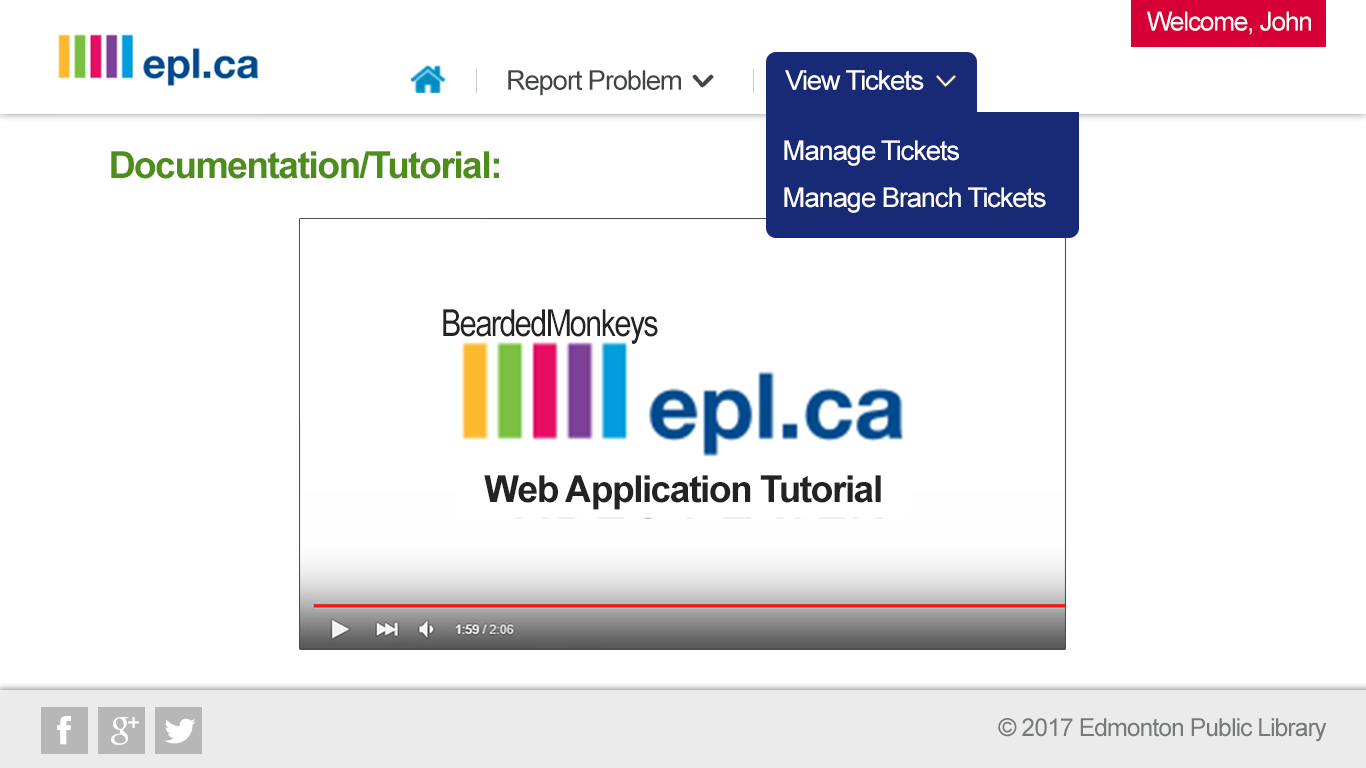 Welcome, John
epl.ca
Report Problem
View Tickets
Manage Tickets
Manage Branch Tickets
Documentation/Tutorial:
BeardedMonkeys
epl.ca
Web Application Tutorial
1:59 / 2:06
f g+
© 2017 Edmonton Public Library